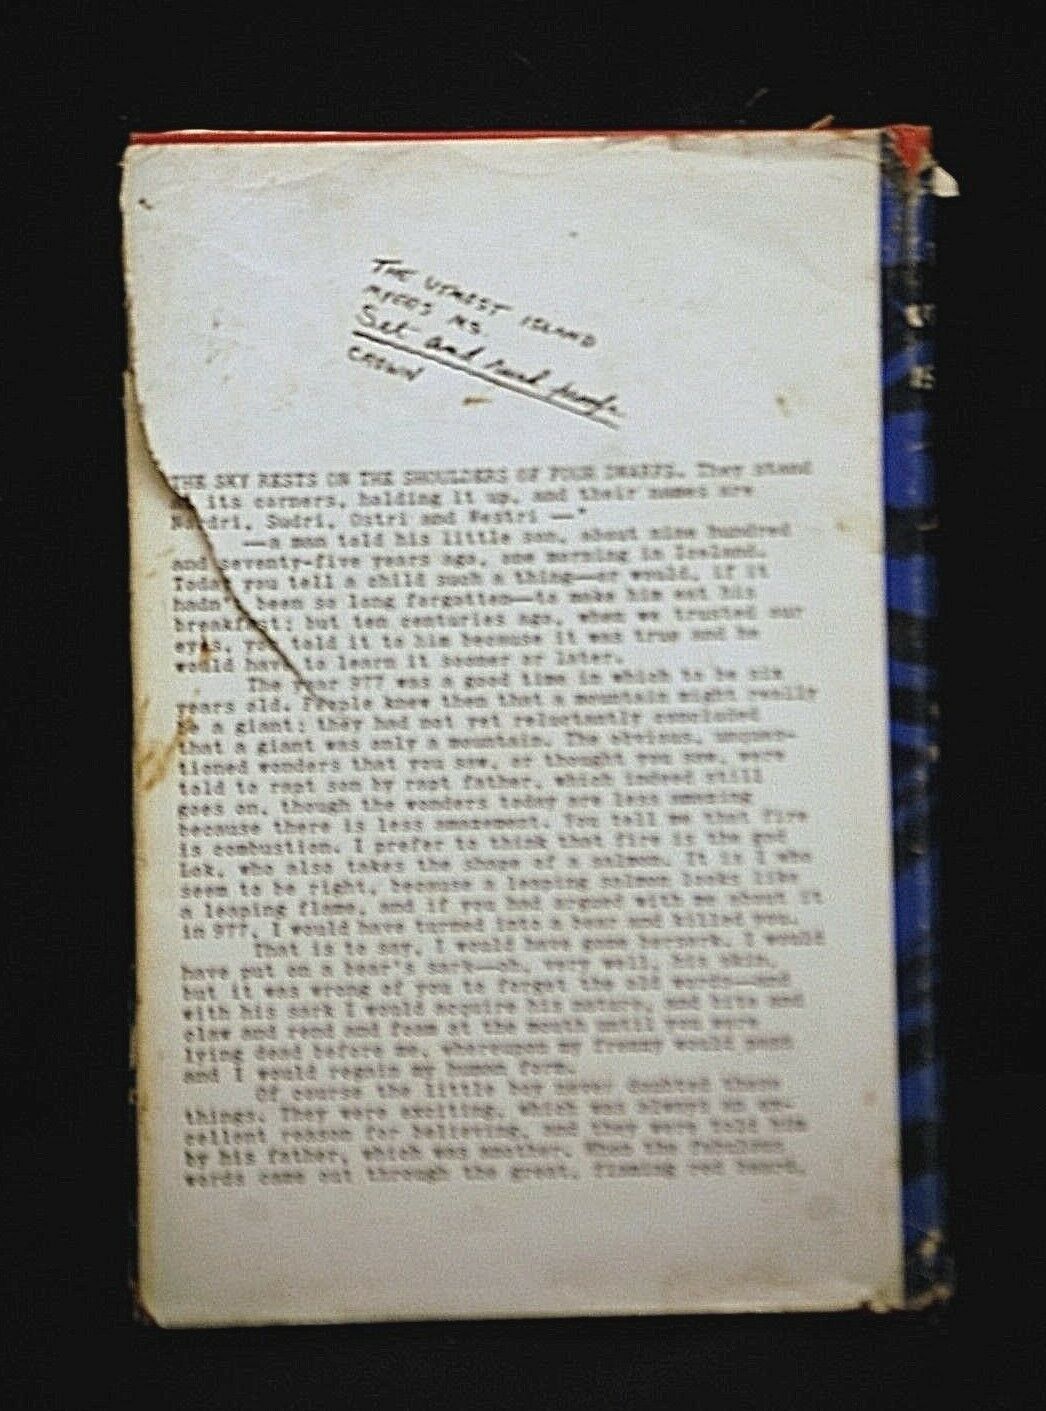 THE UTMOST ISLAND
MYERS MS.
Set and send proofs
CROWN
THE SKY RESTS ON THE SHOULDERS OF FOUR DWARFS. They stand
its corners, holding it up, and their names are
Nordri, Sudri, Ostri and Westri —"
—a man told his little son, about nine hundred
and seventy-five years ago, one morning in Iceland.
Today you tell a child such a thing—or would, if it
hadn't been so long forgotten—to make him eat his
breakfast; but ten centuries ago, when we trusted our
eyes, you told it to him because it was true and he
would have to learn it sooner or later.
The year 977 was a good time in which to be six
years old. People knew then that a mountain might really
be a giant; they had not yet reluctantly concluded
that a giant was only a mountain. The obvious, unques-
tioned wonders that you saw, or thought you saw, were
told to rapt son by rapt father, which indeed still
goes on, though the wonders today are less amazing
because there is less amazement. You tell me that fire
is combustion. I prefer to think that fire is the god
Lok, who also takes the shape of a salmon. It is I who
seem to be right, because a leaping salmon looks like
a leaping flame, and if you had argued with me about it
in 977, I would have turned into a bear and killed you.
That is to say, I would have gone berserk. I would
have put on a bear's sark—oh, very well, his skin,
but it was wrong of you to forget the old words—and
with his sark I would acquire his nature, and bite and
claw and rend and foam at the mouth until you were
lying dead before me, whereupon my frenzy would pass
and I would regain my human form.
Of course the little boy never doubted these
things. They were exciting, which was always an ex-
cellent reason for believing, and they were told him
by his father, which was another. When the fabulous
words came out through the great, flaming red beard,